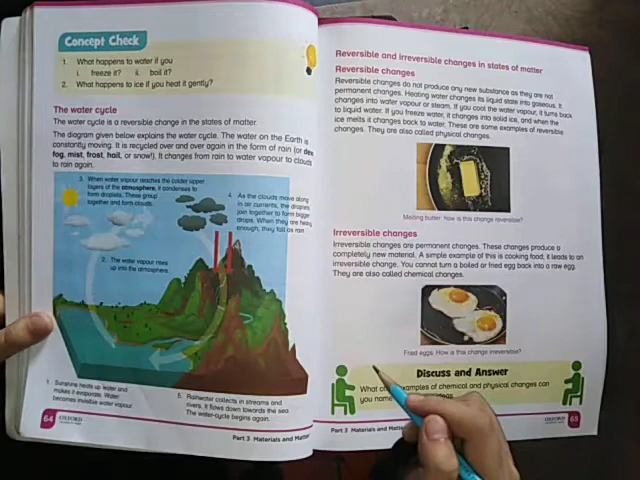 Concept Check
1. What happens to water if you
i. freeze it? ii. boil it?
2. What happens to ice if you heat it gently?
The water cycle
The water cycle is a reversible change in the states of matter.
The diagram given below explains the water cycle. The water on the Earth is
constantly moving. It is recycled over and over again in the form of rain (or dew,
fog, mist, frost, hail, or snow!). It changes from rain to water vapour to clouds
to rain again.
3. When water vapour reaches the colder upper
layers of the atmosphere, it condenses to
form droplets. These group
together and form clouds.
4. As the clouds move along
in air currents, the droplets
join together to form bigger
drops. When they are heavy
enough, they fall as rain
2. The water vapour rises
up into the atmosphere.
1. Sunshine heats up water and
makes it evaporate. Water
becomes invisible water vapour.
5. Rainwater collects in streams and
rivers. It flows down towards the sea.
The water-cycle begins again.
64 OXFORD
Part 3 Materials and Matter
Reversible and irreversible changes in states of matter
Reversible changes
Reversible changes do not produce any new substance as they are not
permanent changes. Heating water changes its liquid state into gaseous. It
changes into water vapour or steam. If you cool the water vapour, it turns back
to liquid water. If you freeze water, it changes into solid ice, and when the
ice melts it changes back to water. These are some examples of reversible
changes. They are also called physical changes.
Melting butter: how is this change reversible?
Irreversible changes
Irreversible changes are permanent changes. These changes produce a
completely new material. A simple example of this is cooking food; it leads to an
irreversible change. You cannot turn a boiled or fried egg back into a raw egg.
They are also called chemical changes.
Fried eggs: How is this change irreversible?
Discuss and Answer
What examples of chemical and physical changes can
you name ideas
Part 3 Materials and Matter
OXFORD 65